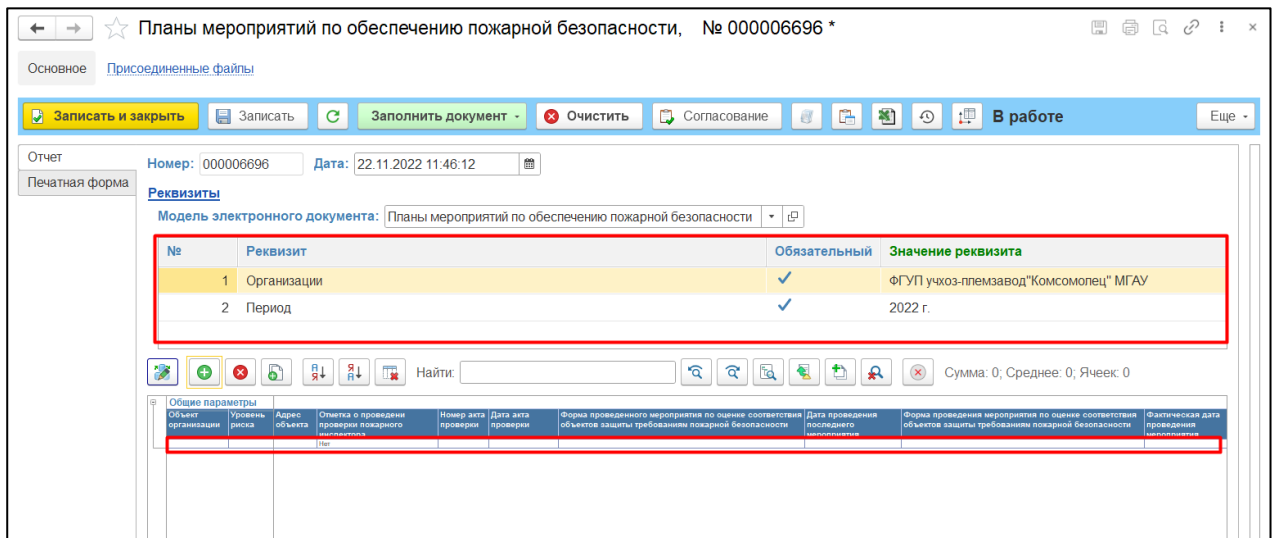 Планы мероприятий по обеспечению пожарной безопасности, № 000006696 *
Основное Присоединенные файлы
Записать и закрыть Записать Заполнить документ Очистить Согласование В работе Еще
Отчет
Печатная форма
Номер: 000006696 Дата: 22.11.2022 11:46:12
Реквизиты
Модель электронного документа: Планы мероприятий по обеспечению пожарной безопасности
№ Реквизит Обязательный Значение реквизита
1 Организации ФГУП учхоз-племзавод"Комсомолец" МГАУ
2 Период 2022 г.
Найти: Сумма: 0; Среднее: 0; Ячеек: 0
Общие параметры
Объект Уровень Адрес Отметка о проведени Номер акта Дата акта Форма проведенного мероприятия по оценке соответствия Дата проведения Форма проведения мероприятия по оценке соответствия Фактическая дата
организации риска объекта проверки пожарного проверки проверки объектов защиты требованиям пожарной безопасности последнего объектов защиты требованиям пожарной безопасности проведения
инспектора мероприятия мероприятия
Нет